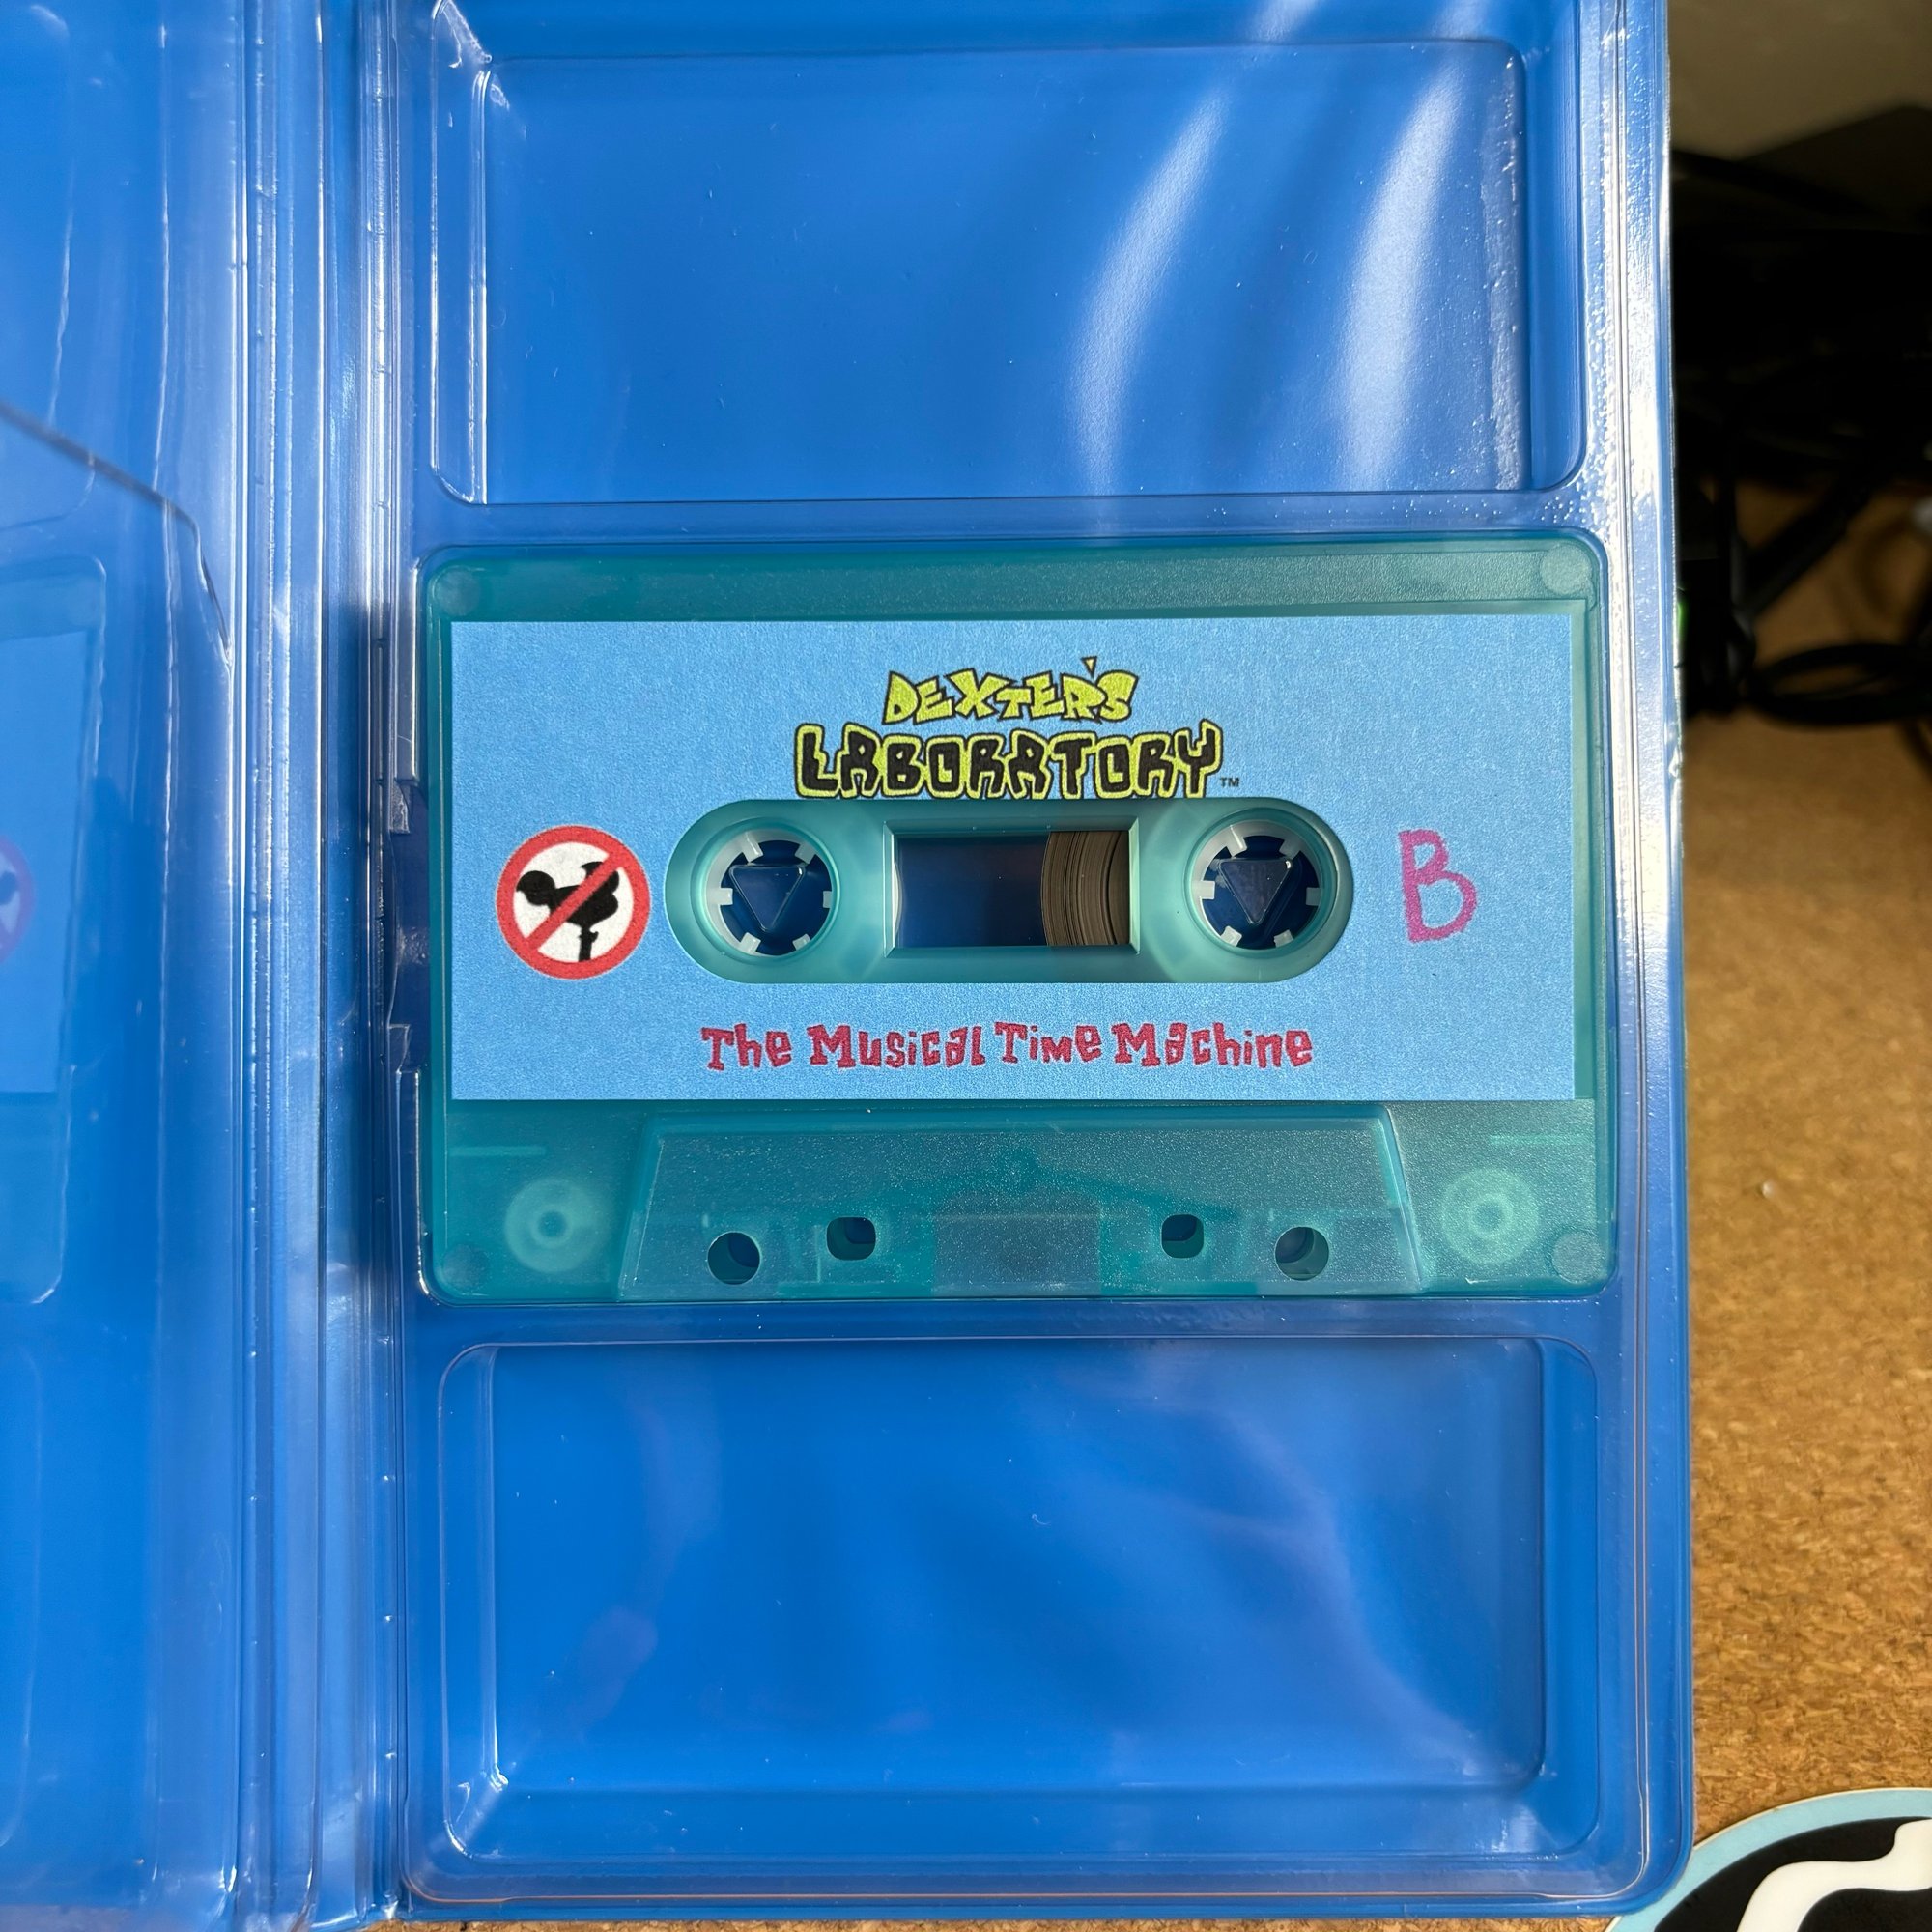 DEXTER'S
LABORATORY™
B
The Musical Time Machine